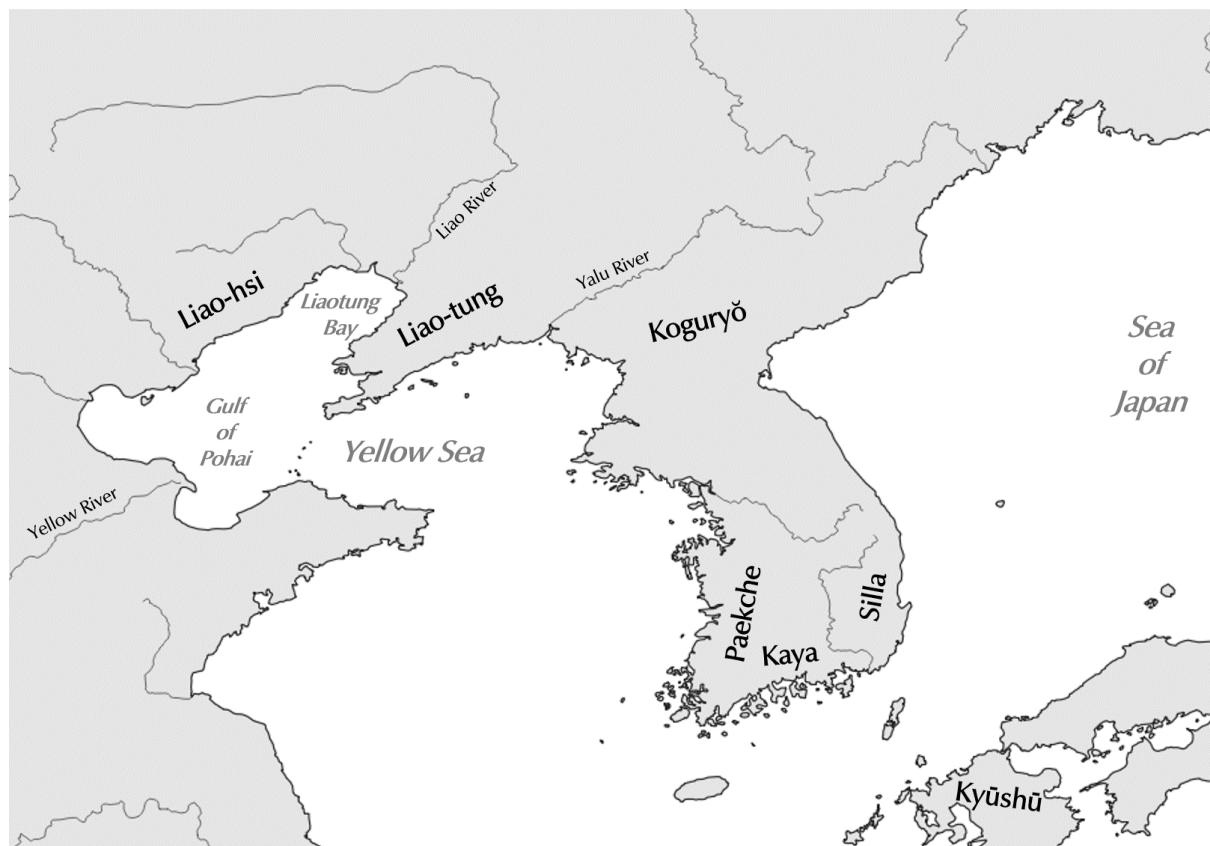 Liao River
Yalu River
Liao-hsi
Liaotung
Bay
Liao-tung
Koguryŏ
Sea
of
Japan
Gulf
of
Pohai
Yellow Sea
Yellow River
Paekche
Silla
Kaya
Kyūshū